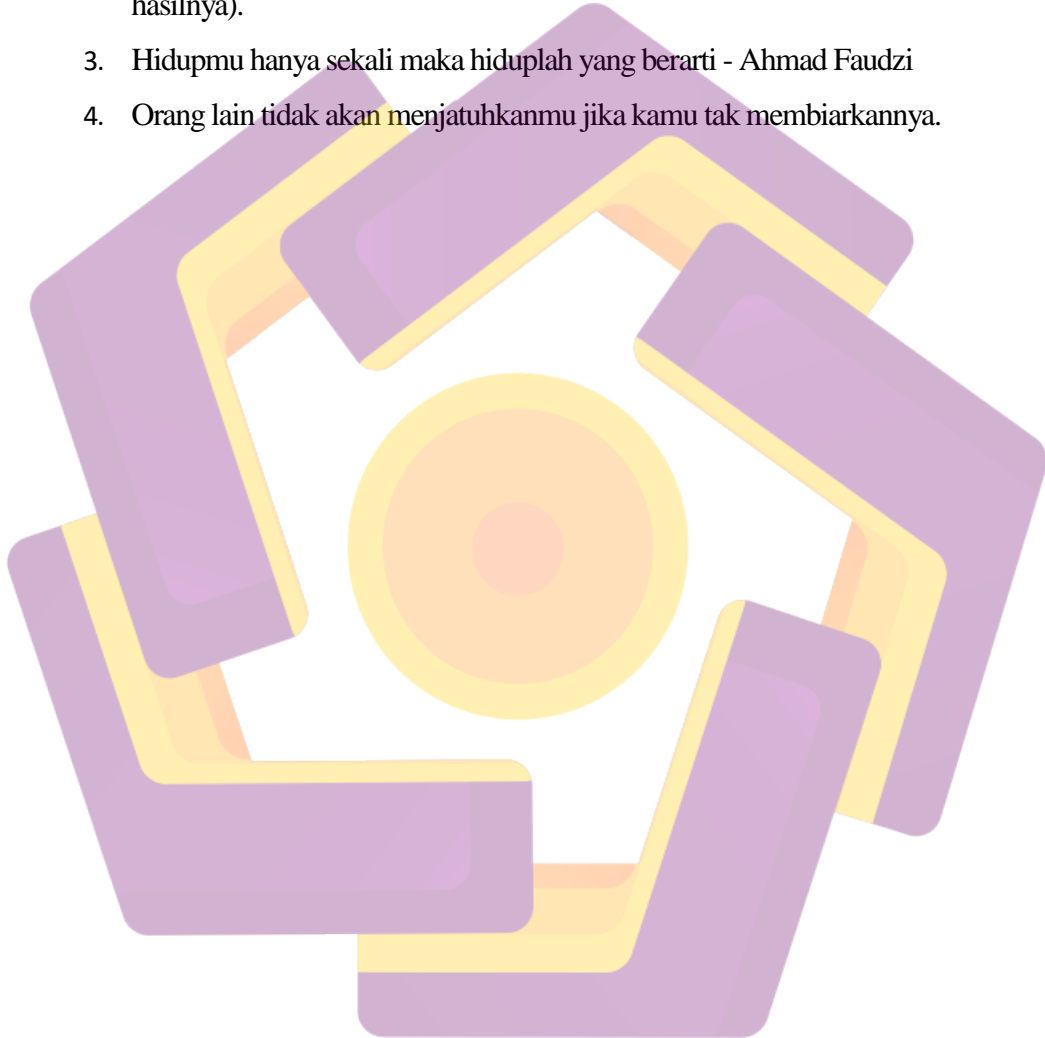 hasilnya).
3. Hidupmu hanya sekali maka hiduplah yang berarti - Ahmad Faudzi
4. Orang lain tidak akan menjatuhkanmu jika kamu tak membiarkannya.